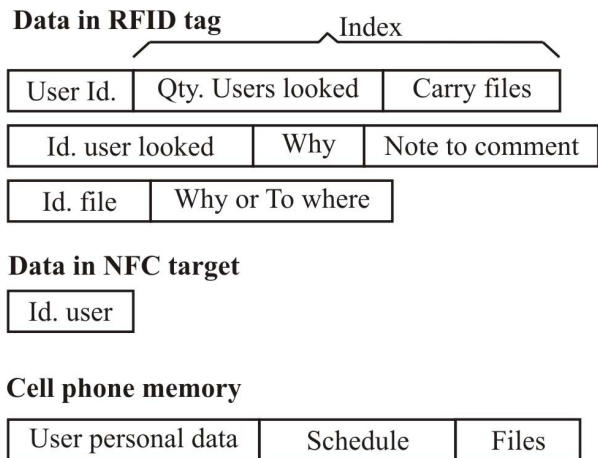 Data in RFID tag
Index
User Id. Qty. Users looked Carry files
Id. user looked Why Note to comment
Id. file Why or To where
Data in NFC target
Id. user
Cell phone memory
User personal data Schedule Files